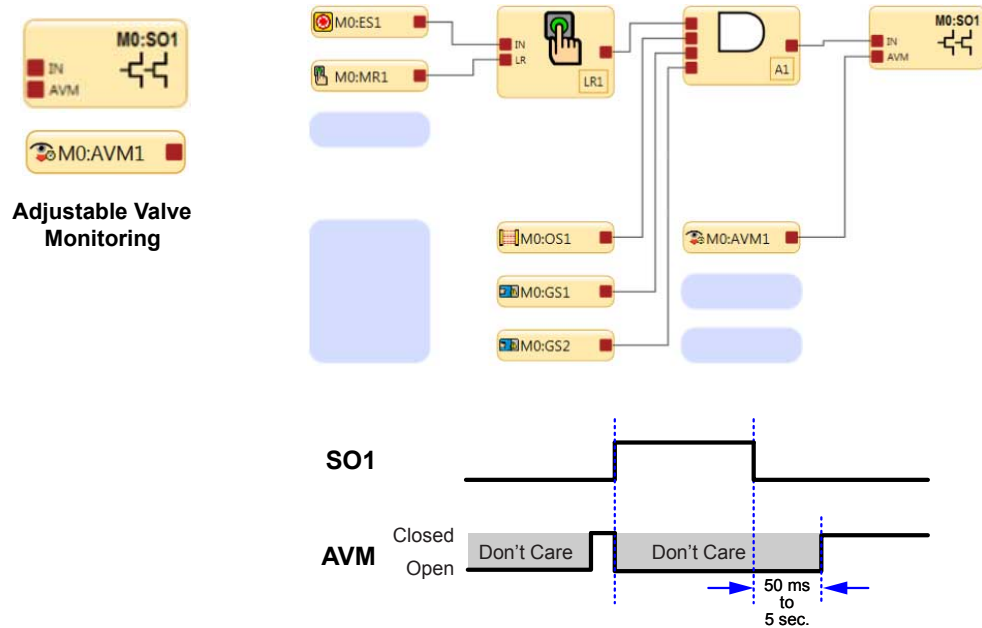 M0:SO1
IN
AVM
M0:AVM1
Adjustable Valve
Monitoring
M0:ES1
M0:MR1
IN
LR
LR1
A1
M0:SO1
IN
AVM
M0:OS1
M0:AVM1
M0:GS1
M0:GS2
SO1
AVM
Closed
Open
Don't Care
Don't Care
50 ms
to
5 sec.